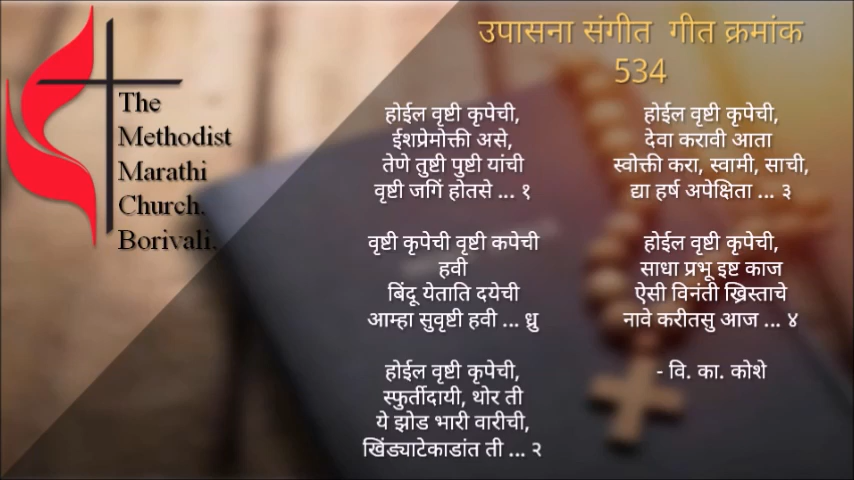 The
Methodist
Marathi
Church.
Borivali.
उपासना संगीत गीत क्रमांक
534
होईल वृष्टी कृपेची,
ईशप्रेमोक्ती असे,
तेणे तुष्टी पुष्टी यांची
वृष्टी जगिं होतसे ... १
वृष्टी कृपेची वृष्टी कपेची
हवी
बिंदू येताति दयेची
आम्हा सुवृष्टी हवी ... ध्रु
होईल वृष्टी कृपेची,
स्फुर्तीदायी, थोर ती
ये झोड भारी वारीची,
खिंड्याटेकाडांत ती ... २
होईल वृष्टी कृपेची,
देवा करावी आता
स्वोक्ती करा, स्वामी, साची,
द्या हर्ष अपेक्षिता ... ३
होईल वृष्टी कृपेची,
साधा प्रभू इष्ट काज
ऐसी विनंती ख्रिस्ताचे
नावे करीतसु आज ... ४
- वि. का. कोशे